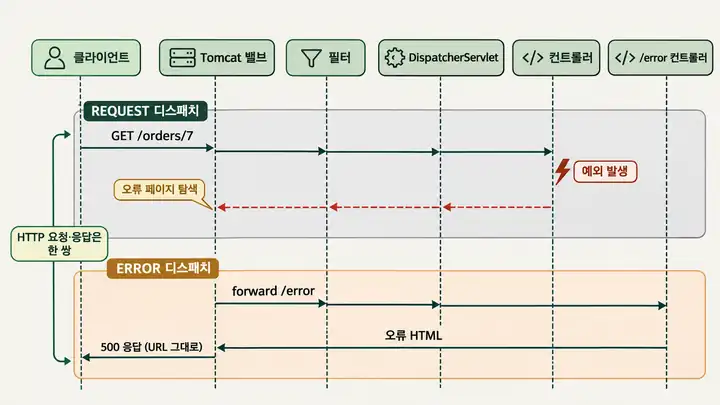 클라이언트
Tomcat 밸브
필터
DispatcherServlet
</> 컨트롤러
</> /error 컨트롤러
REQUEST 디스패치
GET /orders/7
예외 발생
오류 페이지 탐색
HTTP 요청·응답은
한 쌍
ERROR 디스패치
forward /error
오류 HTML
500 응답 (URL 그대로)